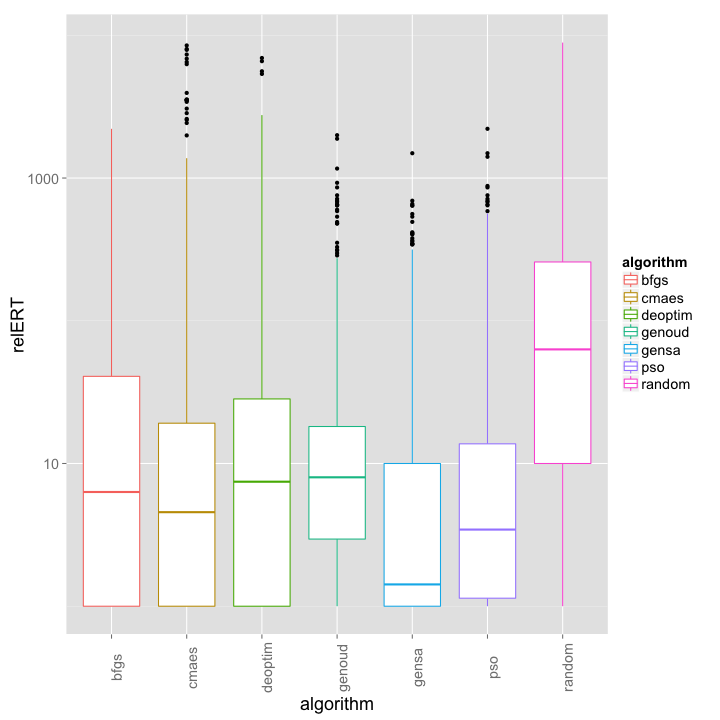 relERT
1000
10
bfgs
cmaes
deoptim
genoud
gensa
pso
random
algorithm
algorithm
bfgs
cmaes
deoptim
genoud
gensa
pso
random